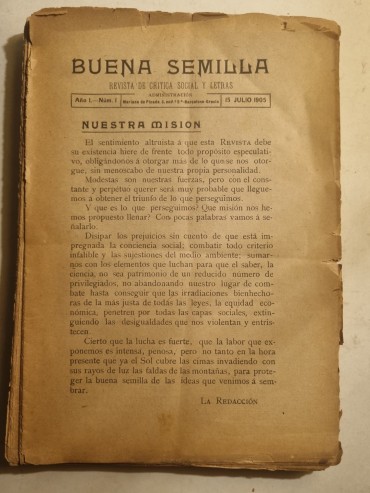 BUENA SEMILLA
REVISTA DE CRÍTICA SOCIAL Y LETRAS
ADMINISTRACIÓN
Año I.—Núm. 1
Barcelona-Gracia
15 JULIO 1905
NUESTRA MISION
El sentimiento altruista á que esta REVISTA debe
su existencia hiere de frente todo propósito especulati-
vo, obligándonos á otorgar más de lo que se nos otor-
gue, sin menoscabo de nuestra propia personalidad.
Modestas son nuestras fuerzas, pero con el cons-
tante y perpetuo querer será muy probable que llegue-
mos á obtener el triunfo de lo que perseguimos.
Y que es lo que perseguimos? Que misión nos he-
mos propuesto llenar? Con pocas palabras vamos á se-
ñalarlo.
Disipar los prejuicios sin cuento de que está im-
pregnada la conciencia social; combatir todo criterio
infalible y las sujestiones del medio ambiente; sumar-
nos con los elementos que luchan para que el saber, la
ciencia, no sea patrimonio de un reducido número de
privilegiados, no abandonando nuestro lugar de com-
bate hasta conseguir que las irradiaciones bienhecho-
ras de la más justa de todas las leyes, la equidad eco-
nómica, penetren por todas las capas sociales, extin-
guiendo las desigualdades que nos violentan y entris-
tecen.
Cierto que la lucha es fuerte, que la labor que ex-
ponemos es intensa, penosa, pero no tanto en la hora
presente que ya el Sol cubre las cimas invadiendo con
sus rayos de luz las faldas de las montañas, para prote-
ger la buena semilla de las ideas que venimos á sem-
brar.
LA REDACCIÓN